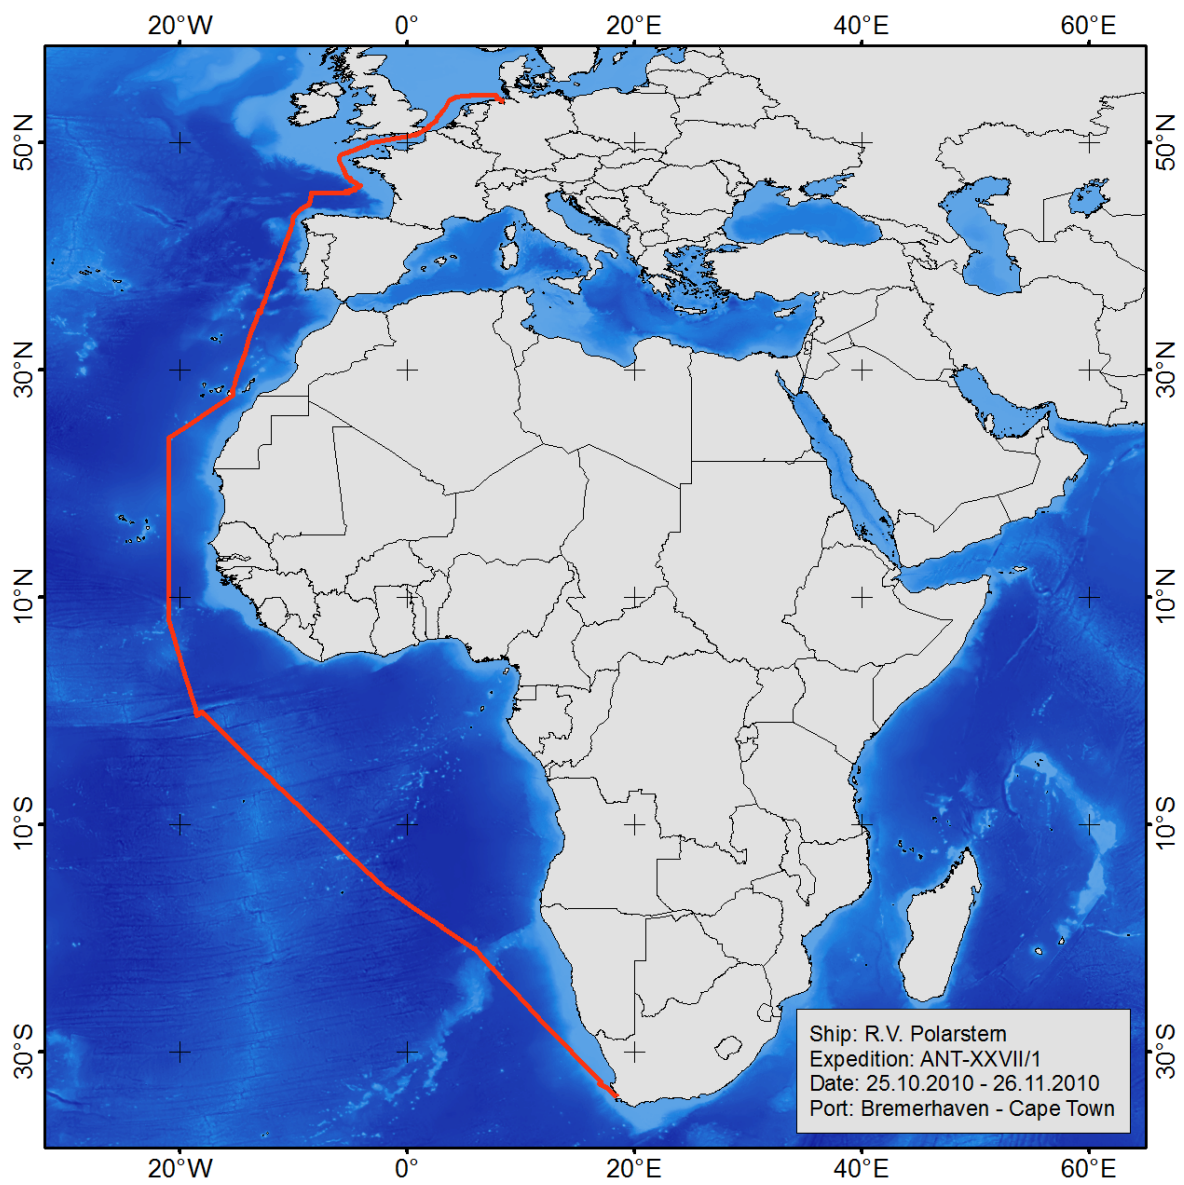 20°W 0° 20°E 40°E 60°E
50°N 50°N
30°N 30°N
10°N 10°N
10°S 10°S
30°S 30°S
Ship: R.V. Polarstern
Expedition: ANT-XXVII/1
Date: 25.10.2010 - 26.11.2010
Port: Bremerhaven - Cape Town
20°W 0° 20°E 40°E 60°E